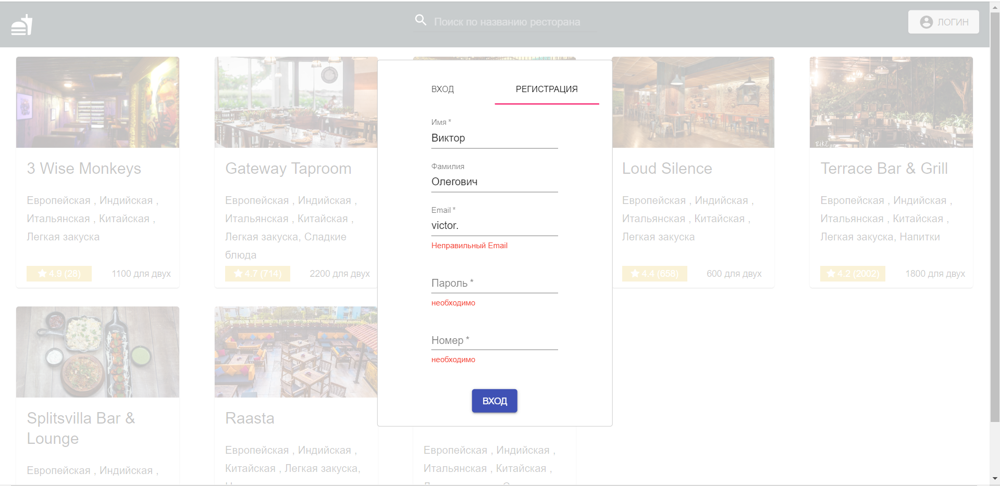 Поиск по названию ресторана
ЛОГИН
ВХОД
РЕГИСТРАЦИЯ
Имя *
Виктор
Фамилия
Олегович
Email *
victor.
Неправильный Email
Пароль *
необходимо
Номер *
необходимо
ВХОД
3 Wise Monkeys
Европейская , Индийская ,
Итальянская , Китайская ,
Легкая закуска
4.9 (28)
1100 для двух
Gateway Taproom
Европейская , Индийская ,
Итальянская , Китайская ,
Легкая закуска, Сладкие
блюда
4.7 (714)
2200 для двух
Loud Silence
Европейская , Индийская ,
Итальянская , Китайская ,
Легкая закуска
4.4 (658)
600 для двух
Terrace Bar & Grill
Европейская , Индийская ,
Итальянская , Китайская ,
Легкая закуска, Напитки
4.2 (2002)
1800 для двух
Splitsvilla Bar &
Lounge
Европейская , Индийская ,
Raasta
Европейская , Индийская ,
Китайская , Легкая закуска,
Европейская , Индийская ,
Итальянская , Китайская ,